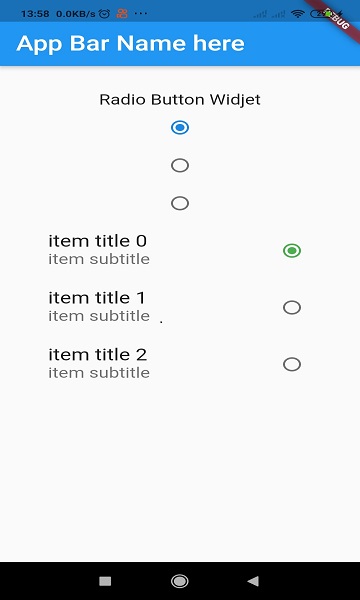 13:58 0.0KB/s ...
DEBUG
App Bar Name here
Radio Button Widjet
item title 0
item subtitle
item title 1
item subtitle .
item title 2
item subtitle